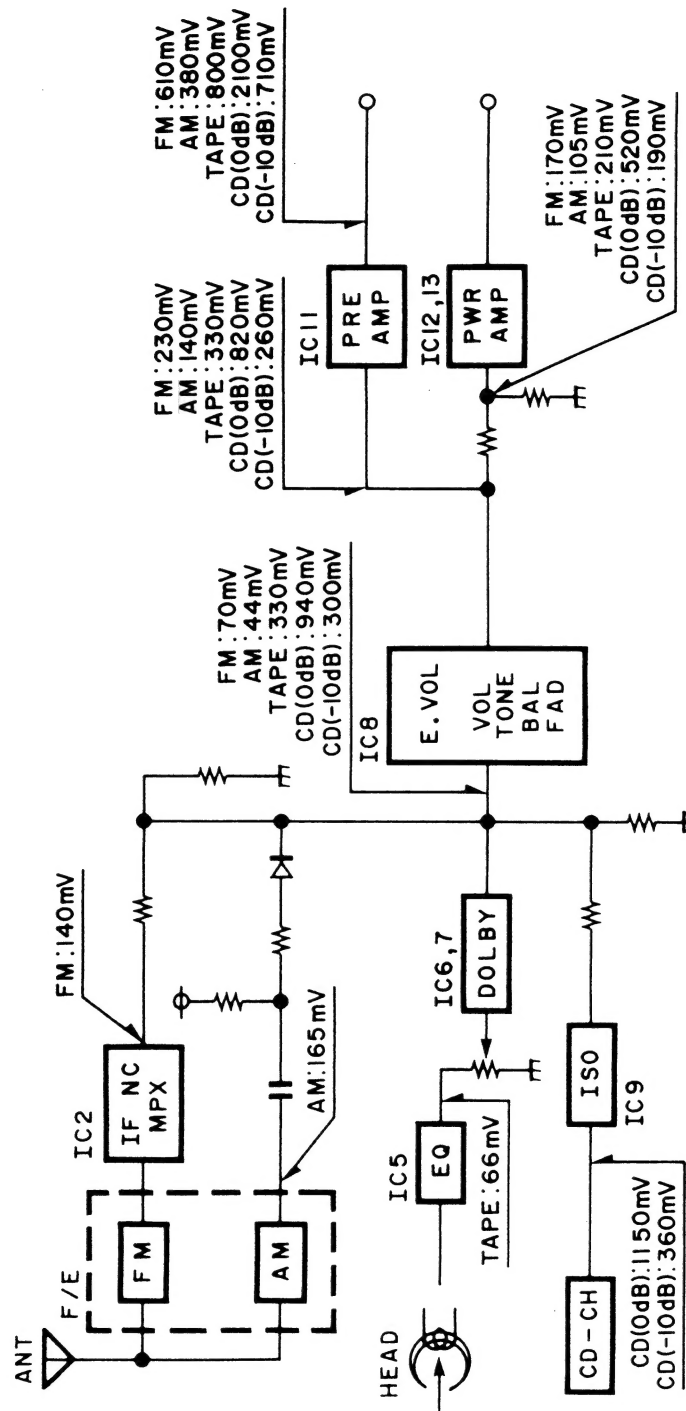 ANT
F/E
FM
AM
IC2
IF NC
MPX
FM:140mV
AM:165mV
HEAD
IC5
EQ
TAPE:66mV
IC6,7
DOLBY
CD-CH
CD(0dB):1150mV
CD(-10dB):360mV
ISO
IC9
FM:70mV
AM:44mV
TAPE:330mV
CD(0dB):940mV
CD(-10dB):300mV
IC8
E.VOL
VOL
TONE
BAL
FAD
FM:230mV
AM:140mV
TAPE:330mV
CD(0dB):820mV
CD(-10dB):260mV
IC11
PRE
AMP
FM:610mV
AM:380mV
TAPE:800mV
CD(0dB):2100mV
CD(-10dB):710mV
IC12,13
PWR
AMP
FM:170mV
AM:105mV
TAPE:210mV
CD(0dB):520mV
CD(-10dB):190mV